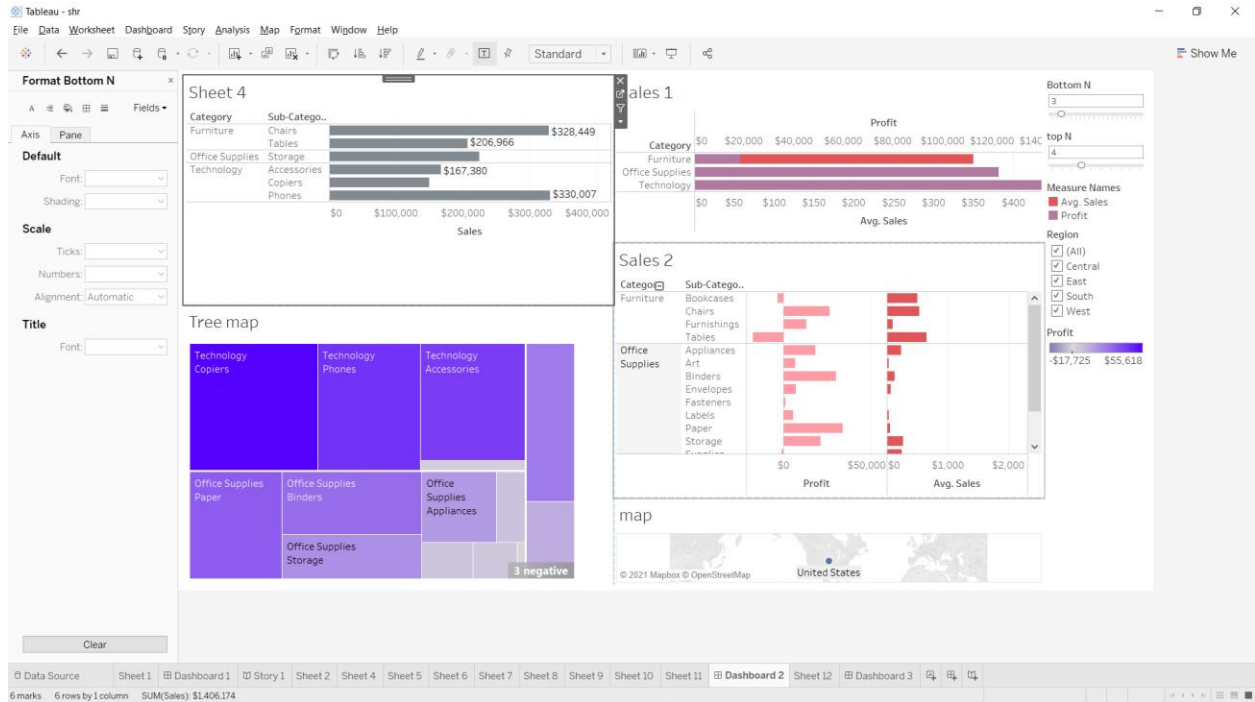 Tableau - shr
File Data Worksheet Dashboard Story Analysis Map Format Window Help
Standard
Show Me
Format Bottom N
Fields
Axis Pane
Default
Font:
Shading:
Scale
Ticks:
Numbers:
Alignment: Automatic
Title
Font:
Clear
Sheet 4
Category Sub-Catego..
Furniture Chairs $328,449
Tables $206,966
Office Supplies Storage
Technology Accessories $167,380
Copiers
Phones $330,007
$0 $100,000 $200,000 $300,000 $400,000
Sales
ales 1
Profit
Category $0 $20,000 $40,000 $60,000 $80,000 $100,000 $120,000 $14C
Furniture
Office Supplies
Technology
$0 $50 $100 $150 $200 $250 $300 $350 $400
Avg. Sales
Tree map
Technology
Copiers
Technology
Phones
Technology
Accessories
Office Supplies
Paper
Office Supplies
Binders
Office
Supplies
Appliances
Office Supplies
Storage
3 negative
Sales 2
Catego Sub-Catego..
Furniture Bookcases
Chairs
Furnishings
Tables
Office Appliances
Supplies Art
Binders
Envelopes
Fasteners
Labels
Paper
Storage
$0 $50,000 $0 $1,000 $2,000
Profit Avg. Sales
map
© 2021 Mapbox © OpenStreetMap
United States
Bottom N
3
top N
4
Measure Names
Avg. Sales
Profit
Region
(All)
Central
East
South
West
Profit
-$17,725 $55,618
Data Source Sheet 1 Dashboard 1 Story 1 Sheet 2 Sheet 4 Sheet 5 Sheet 6 Sheet 7 Sheet 8 Sheet 9 Sheet 10 Sheet 11 Dashboard 2 Sheet 12 Dashboard 3
6 marks 6 rows by 1 column SUM(Sales): $1,406,174